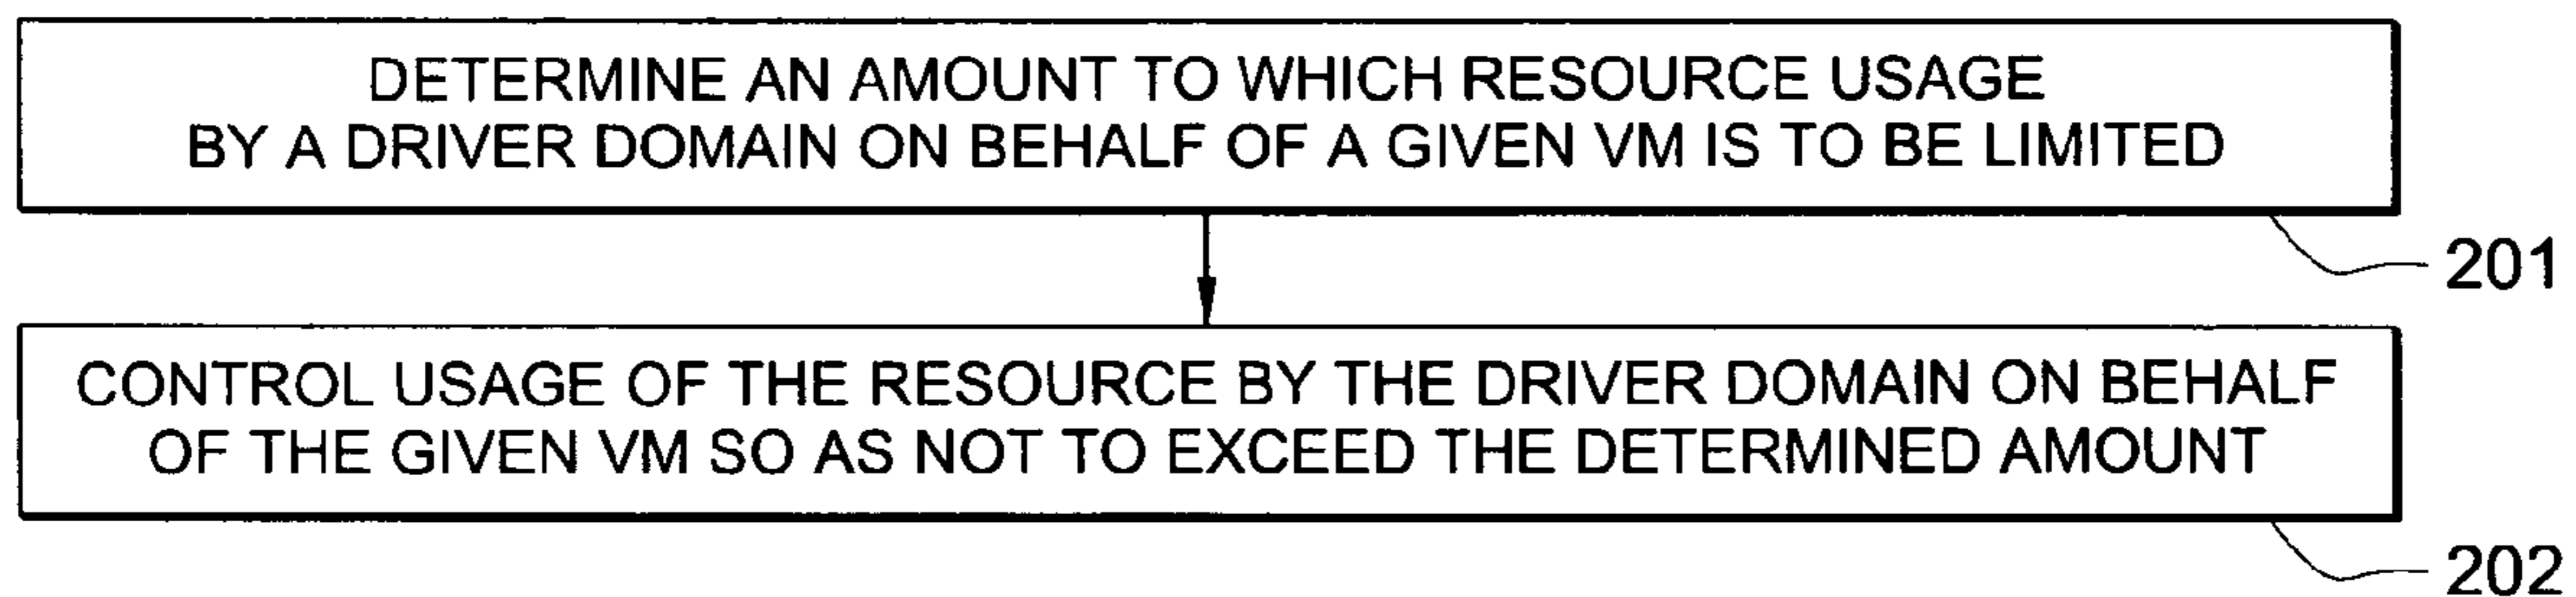 DETERMINE AN AMOUNT TO WHICH RESOURCE USAGE
BY A DRIVER DOMAIN ON BEHALF OF A GIVEN VM IS TO BE LIMITED
201
CONTROL USAGE OF THE RESOURCE BY THE DRIVER DOMAIN ON BEHALF
OF THE GIVEN VM SO AS NOT TO EXCEED THE DETERMINED AMOUNT
202